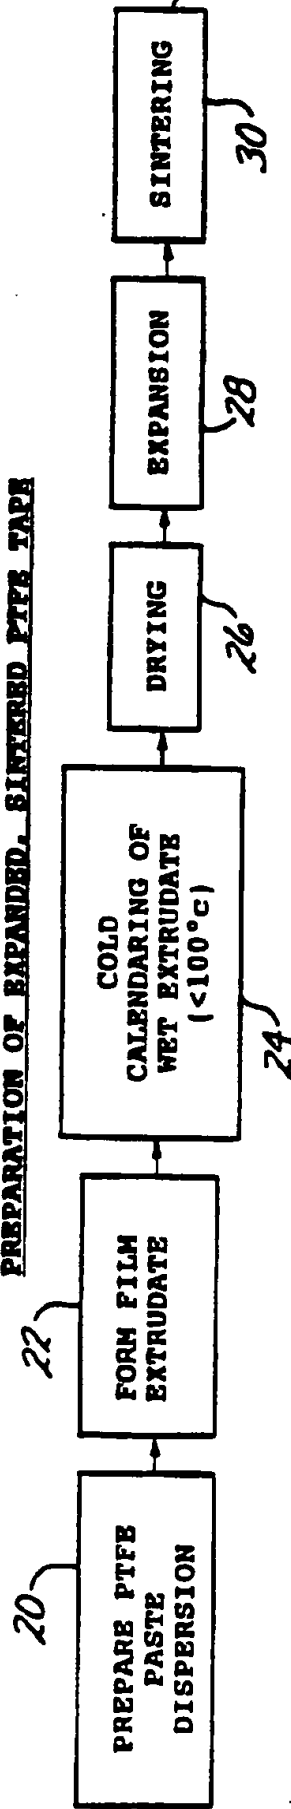 PREPARATION OF EXPANDED, SINTERED PTFE TAPE
20
PREPARE PTFE
PASTE
DISPERSION
22
FORM FILM
EXTRUDATE
COLD
CALENDARING OF
WET EXTRUDATE
(<100°c)
24
DRYING
26
EXPANSION
28
SINTERING
30